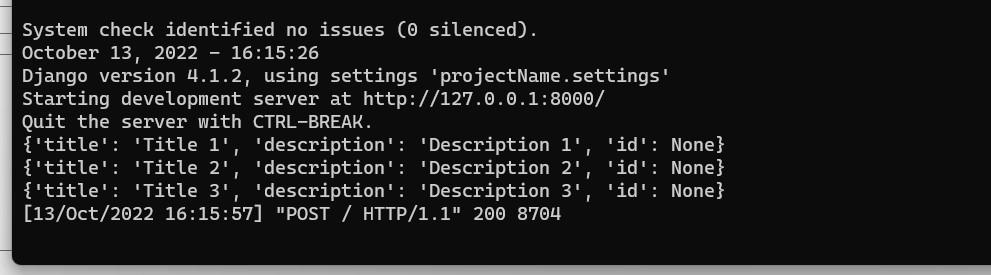 System check identified no issues (0 silenced).
October 13, 2022 - 16:15:26
Django version 4.1.2, using settings 'projectName.settings'
Starting development server at http://127.0.0.1:8000/
Quit the server with CTRL-BREAK.
{'title': 'Title 1', 'description': 'Description 1', 'id': None}
{'title': 'Title 2', 'description': 'Description 2', 'id': None}
{'title': 'Title 3', 'description': 'Description 3', 'id': None}
[13/Oct/2022 16:15:57] "POST / HTTP/1.1" 200 8704